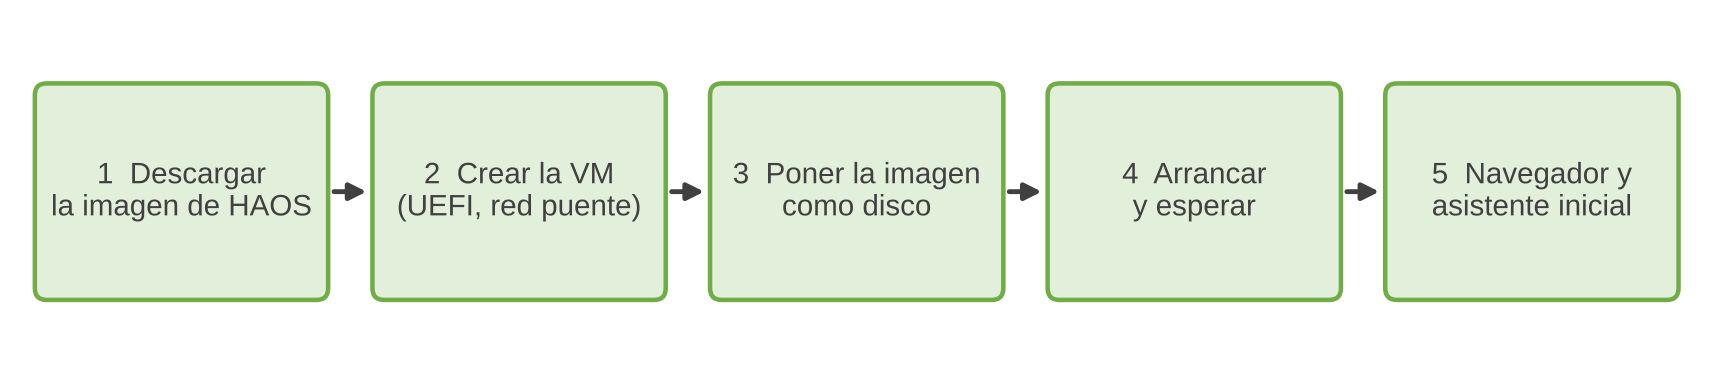 1  Descargar
la imagen de HAOS
2  Crear la VM
(UEFI, red puente)
3  Poner la imagen
como disco
4  Arrancar
y esperar
5  Navegador y
asistente inicial